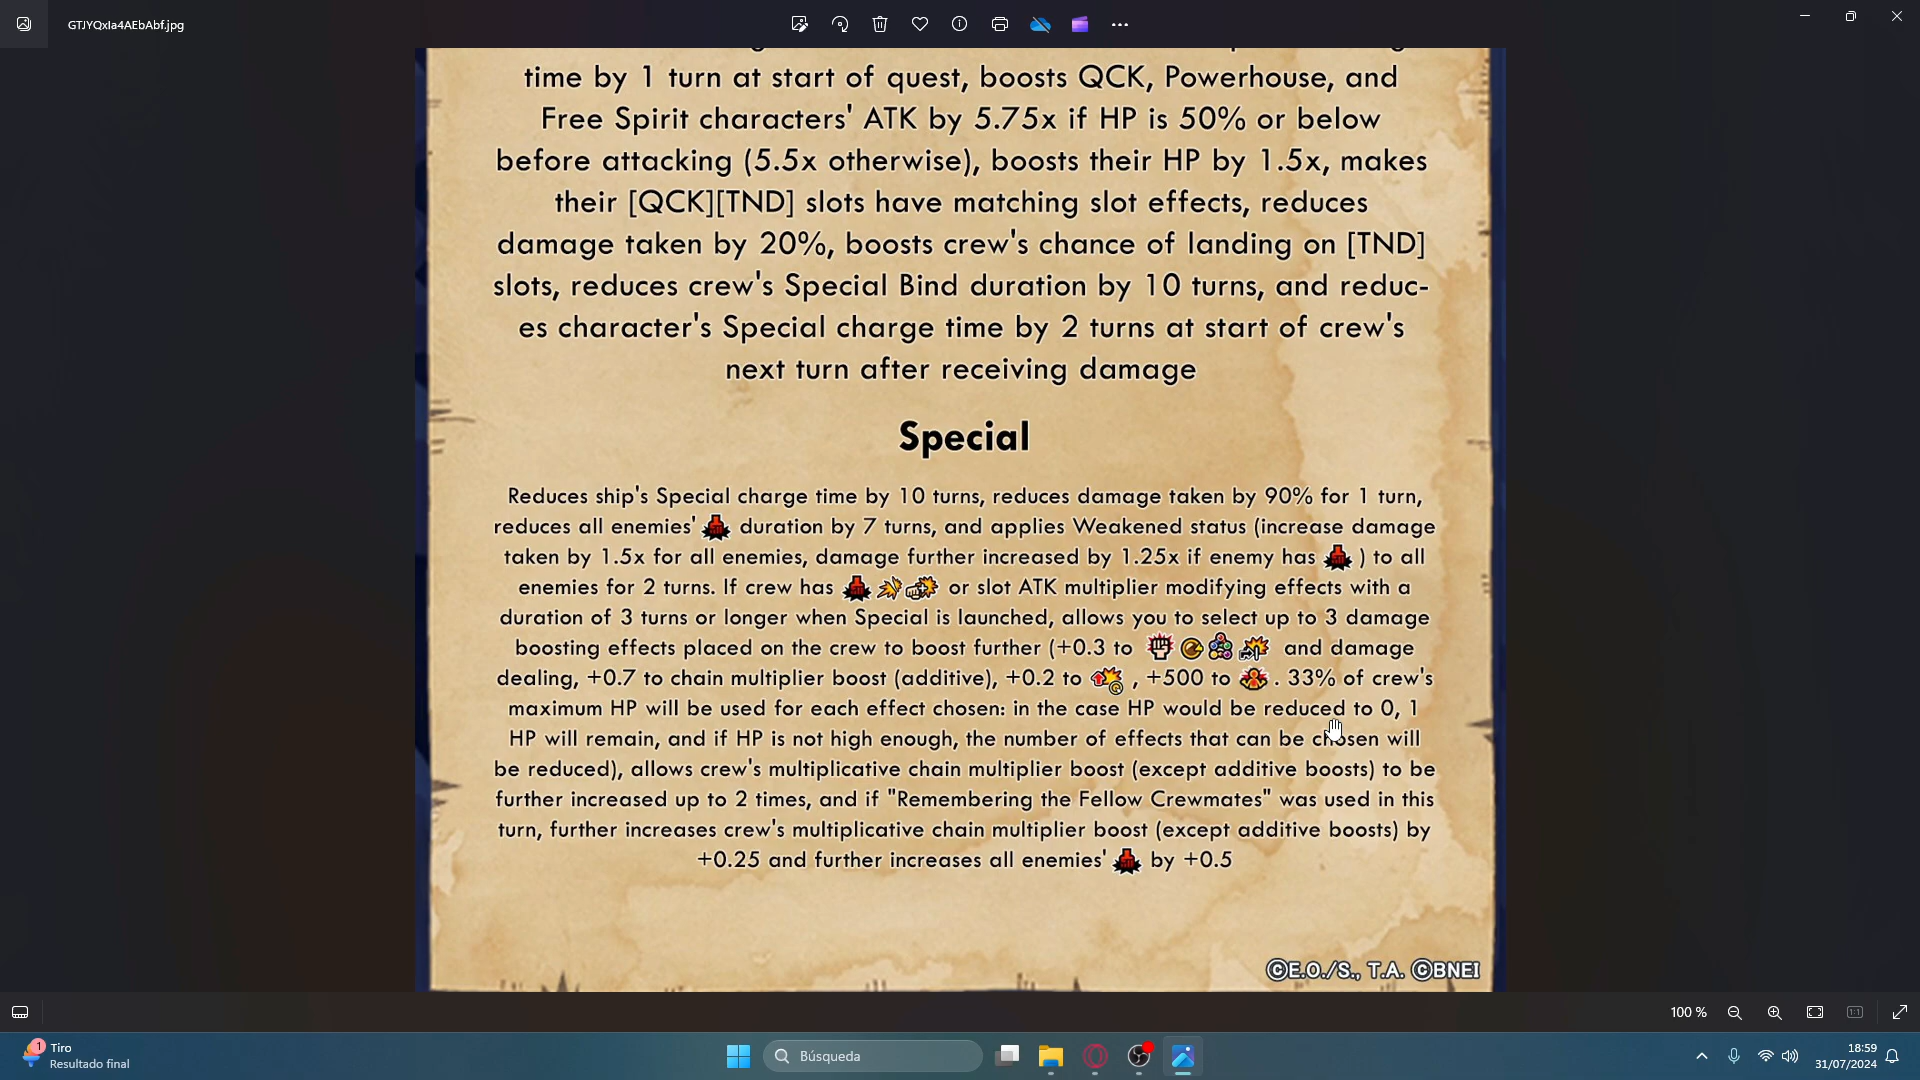 GTJYQxIa4AEbAbf.jpg
time by 1 turn at start of quest, boosts QCK, Powerhouse, and
Free Spirit characters' ATK by 5.75x if HP is 50% or below
before attacking (5.5x otherwise), boosts their HP by 1.5x, makes
their [QCK][TND] slots have matching slot effects, reduces
damage taken by 20%, boosts crew's chance of landing on [TND]
slots, reduces crew's Special Bind duration by 10 turns, and reduc-
es character's Special charge time by 2 turns at start of crew's
next turn after receiving damage
Special
Reduces ship's Special charge time by 10 turns, reduces damage taken by 90% for 1 turn,
reduces all enemies' duration by 7 turns, and applies Weakened status (increase damage
taken by 1.5x for all enemies, damage further increased by 1.25x if enemy has ) to all
enemies for 2 turns. If crew has or slot ATK multiplier modifying effects with a
duration of 3 turns or longer when Special is launched, allows you to select up to 3 damage
boosting effects placed on the crew to boost further (+0.3 to and damage
dealing, +0.7 to chain multiplier boost (additive), +0.2 to , +500 to . 33% of crew's
maximum HP will be used for each effect chosen: in the case HP would be reduced to 0, 1
HP will remain, and if HP is not high enough, the number of effects that can be chosen will
be reduced), allows crew's multiplicative chain multiplier boost (except additive boosts) to be
further increased up to 2 times, and if "Remembering the Fellow Crewmates" was used in this
turn, further increases crew's multiplicative chain multiplier boost (except additive boosts) by
+0.25 and further increases all enemies' by +0.5
©E.O./S., T.A. ©BNEI
100 %
1:1
1
Tiro
Resultado final
Búsqueda
18:59
31/07/2024